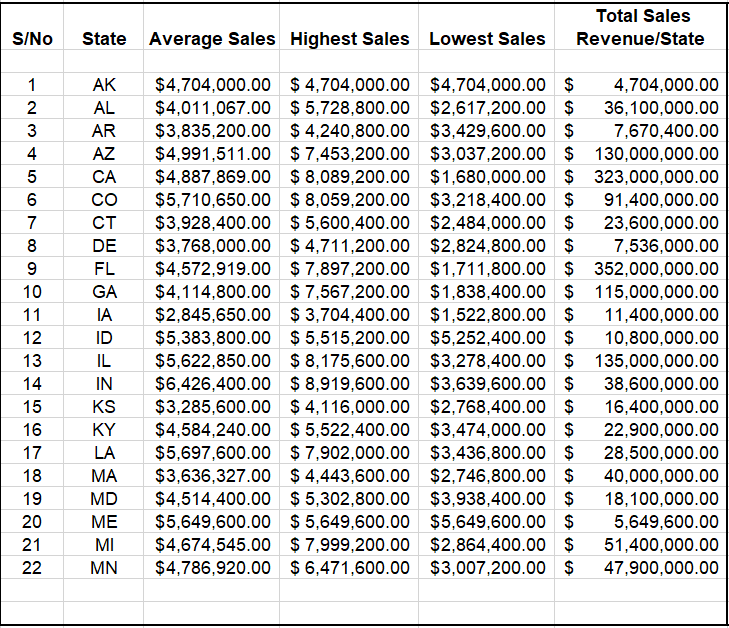 Total Sales
S/No State Average Sales Highest Sales Lowest Sales Revenue/State
1 AK $4,704,000.00 $ 4,704,000.00 $4,704,000.00 $ 4,704,000.00
2 AL $4,011,067.00 $ 5,728,800.00 $2,617,200.00 $ 36,100,000.00
3 AR $3,835,200.00 $ 4,240,800.00 $3,429,600.00 $ 7,670,400.00
4 AZ $4,991,511.00 $ 7,453,200.00 $3,037,200.00 $ 130,000,000.00
5 CA $4,887,869.00 $ 8,089,200.00 $1,680,000.00 $ 323,000,000.00
6 CO $5,710,650.00 $ 8,059,200.00 $3,218,400.00 $ 91,400,000.00
7 CT $3,928,400.00 $ 5,600,400.00 $2,484,000.00 $ 23,600,000.00
8 DE $3,768,000.00 $ 4,711,200.00 $2,824,800.00 $ 7,536,000.00
9 FL $4,572,919.00 $ 7,897,200.00 $1,711,800.00 $ 352,000,000.00
10 GA $4,114,800.00 $ 7,567,200.00 $1,838,400.00 $ 115,000,000.00
11 IA $2,845,650.00 $ 3,704,400.00 $1,522,800.00 $ 11,400,000.00
12 ID $5,383,800.00 $ 5,515,200.00 $5,252,400.00 $ 10,800,000.00
13 IL $5,622,850.00 $ 8,175,600.00 $3,278,400.00 $ 135,000,000.00
14 IN $6,426,400.00 $ 8,919,600.00 $3,639,600.00 $ 38,600,000.00
15 KS $3,285,600.00 $ 4,116,000.00 $2,768,400.00 $ 16,400,000.00
16 KY $4,584,240.00 $ 5,522,400.00 $3,474,000.00 $ 22,900,000.00
17 LA $5,697,600.00 $ 7,902,000.00 $3,436,800.00 $ 28,500,000.00
18 MA $3,636,327.00 $ 4,443,600.00 $2,746,800.00 $ 40,000,000.00
19 MD $4,514,400.00 $ 5,302,800.00 $3,938,400.00 $ 18,100,000.00
20 ME $5,649,600.00 $ 5,649,600.00 $5,649,600.00 $ 5,649,600.00
21 MI $4,674,545.00 $ 7,999,200.00 $2,864,400.00 $ 51,400,000.00
22 MN $4,786,920.00 $ 6,471,600.00 $3,007,200.00 $ 47,900,000.00